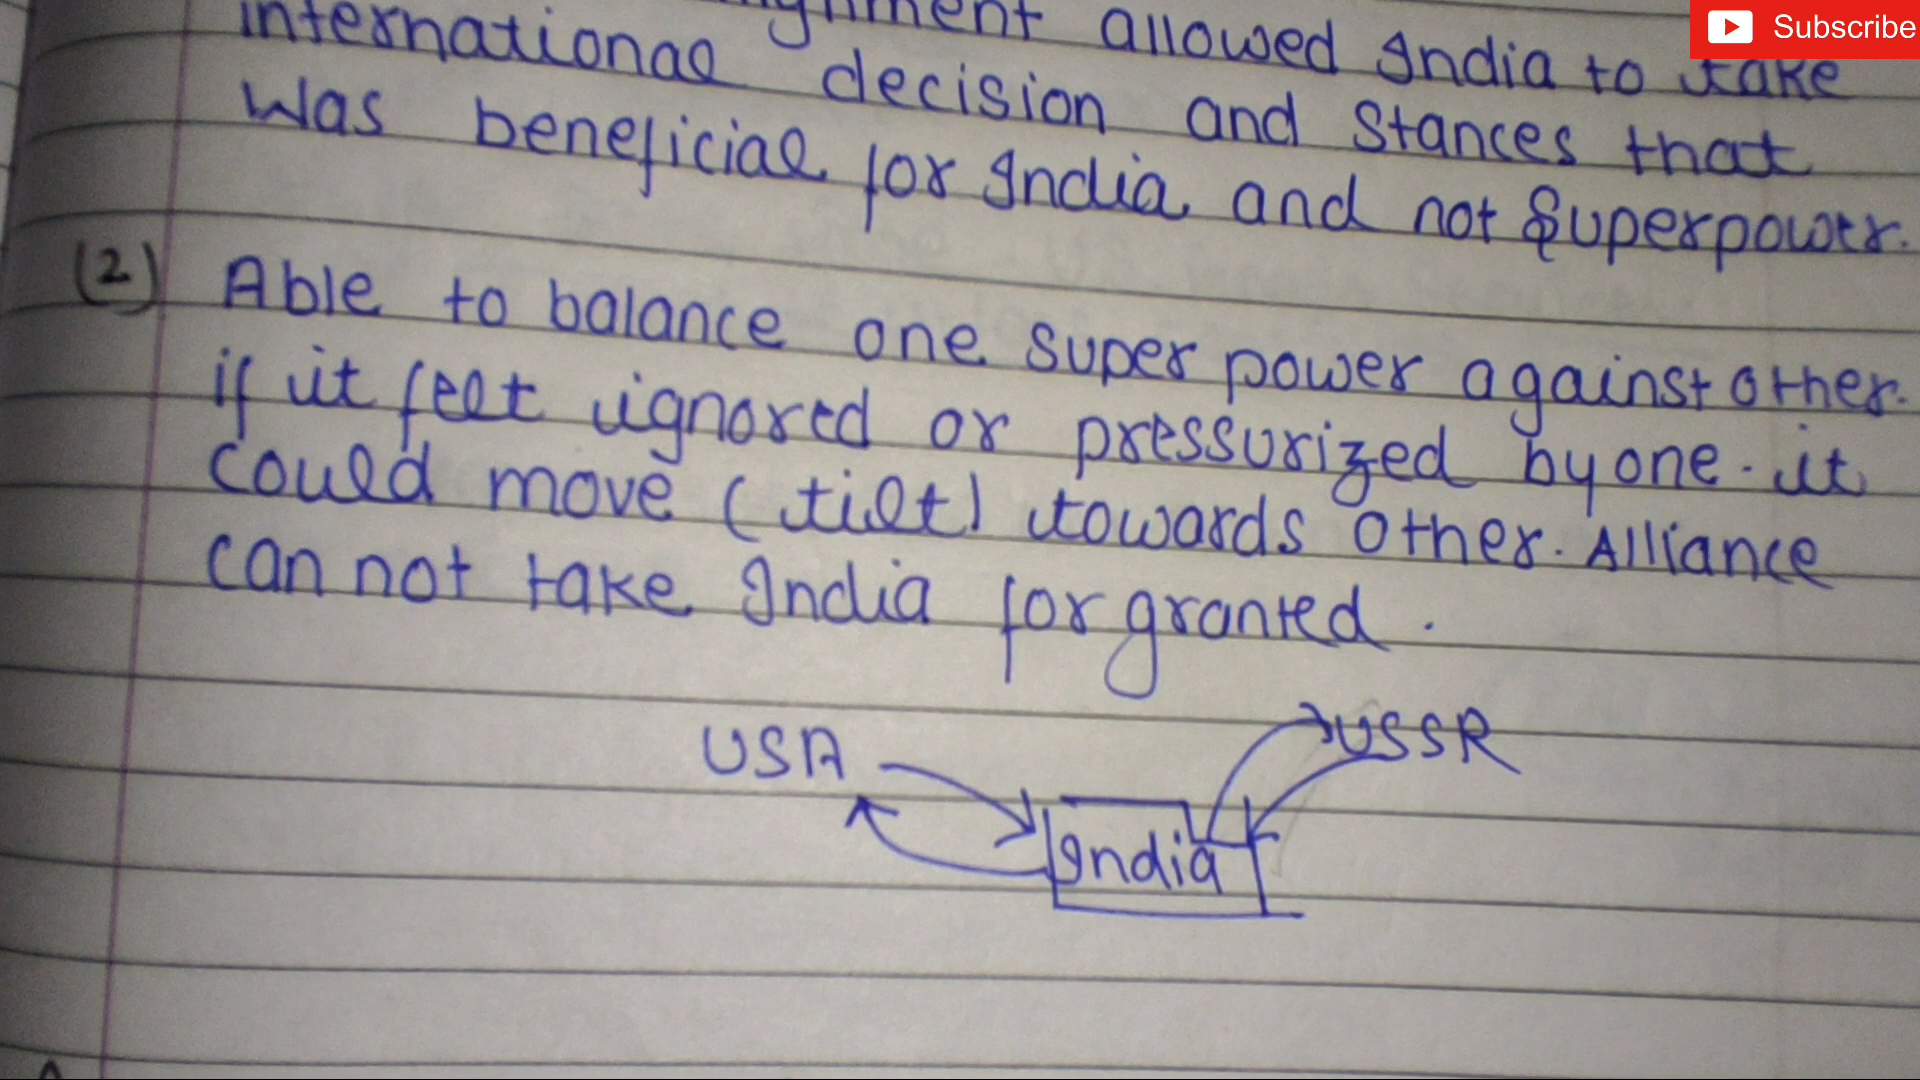 allowed India to take
international decision and stances that
was beneficial for India and not Superpower.
(2) Able to balance one super power against other.
if it felt ignored or pressurized by one. it
could move (tilt) towards other. Alliance
can not take India for granted.
USA
USSR
India
Subscribe